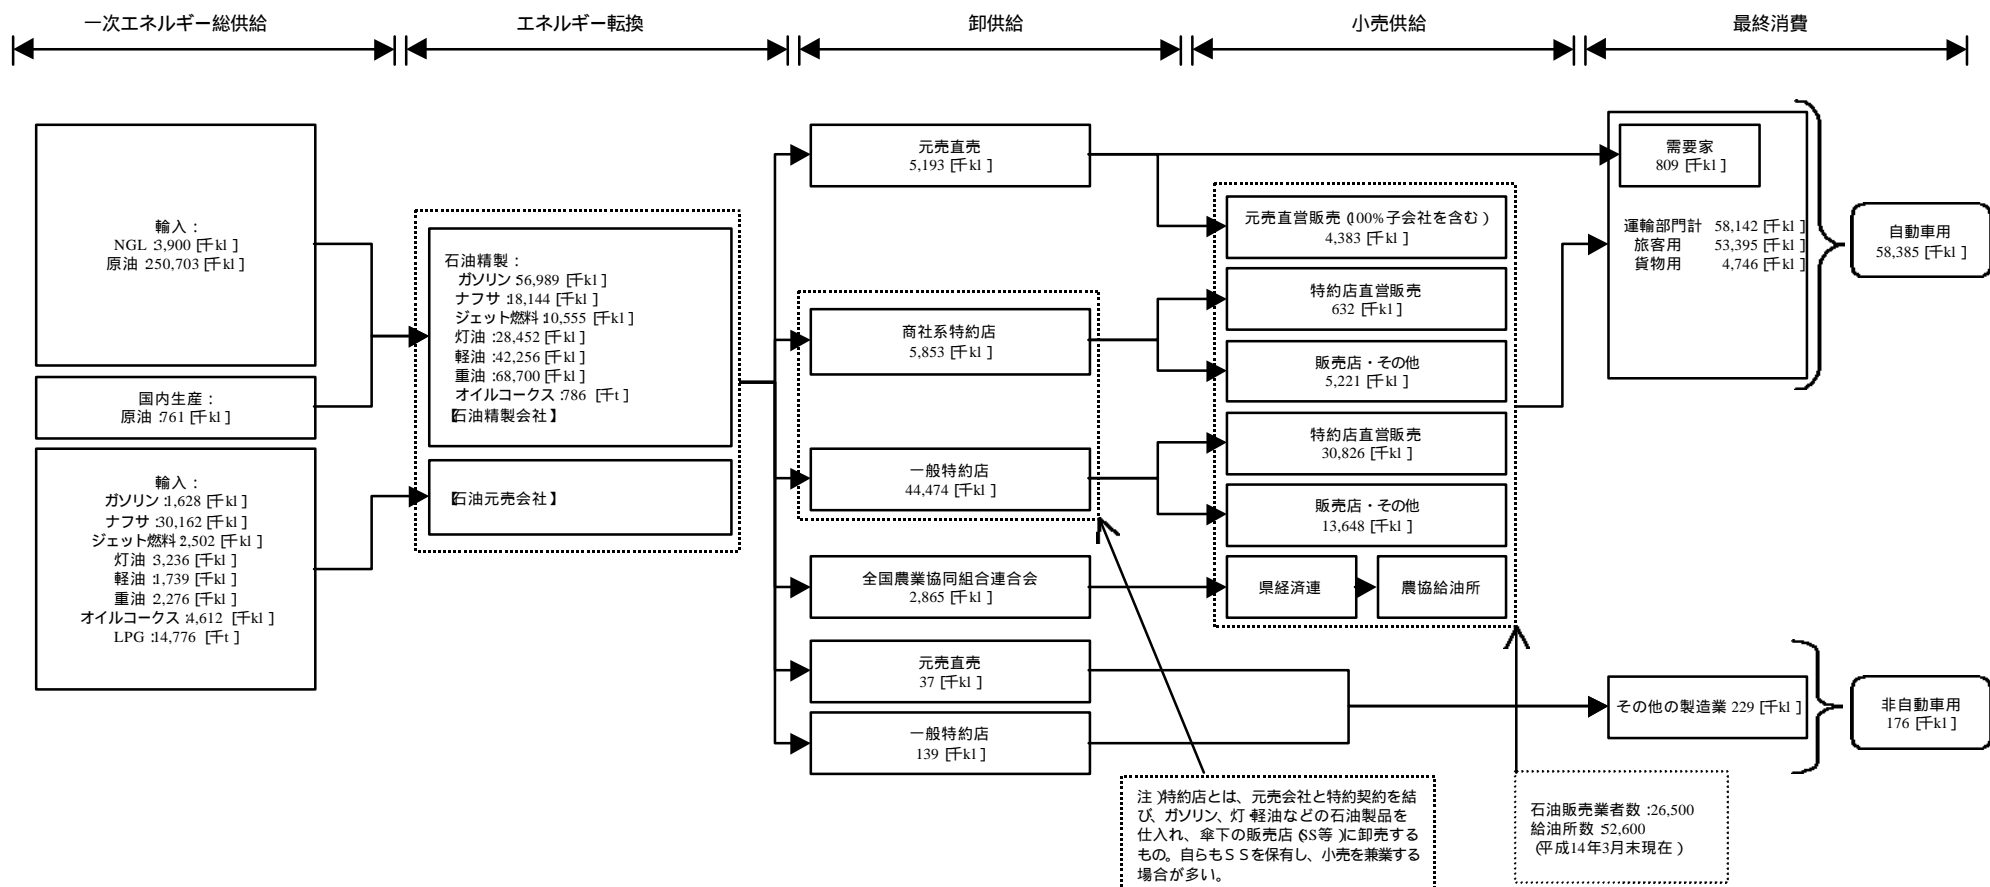 一次エネルギー総供給
エネルギー転換
卸供給
小売供給
最終消費
輸入：
NGL :3,900 [千kl ]
原油 :250,703 [千kl ]
国内生産：
原油 :761 [千kl ]
輸入：
ガソリン :1,628 [千kl ]
ナフサ :30,162 [千kl ]
ジェット燃料 :2,502 [千kl ]
灯油 :3,236 [千kl ]
軽油 :1,739 [千kl ]
重油 :2,276 [千kl ]
オイルコークス :4,612 [千kl ]
LPG :14,776 [千t ]
石油精製：
ガソリン :56,989 [千kl ]
ナフサ :18,144 [千kl ]
ジェット燃料 :10,555 [千kl ]
灯油 :28,452 [千kl ]
軽油 :42,256 [千kl ]
重油 :68,700 [千kl ]
オイルコークス :786 [千t ]
【石油精製会社】
【石油元売会社】
元売直売
5,193 [千kl ]
商社系特約店
5,853 [千kl ]
一般特約店
44,474 [千kl ]
全国農業協同組合連合会
2,865 [千kl ]
元売直売
37 [千kl ]
一般特約店
139 [千kl ]
元売直営販売 (100%子会社を含む )
4,383 [千kl ]
特約店直営販売
632 [千kl ]
販売店・その他
5,221 [千kl ]
特約店直営販売
30,826 [千kl ]
販売店・その他
13,648 [千kl ]
県経済連
農協給油所
需要家
809 [千kl ]
運輸部門計 58,142 [千kl ]
旅客用 53,395 [千kl ]
貨物用 4,746 [千kl ]
自動車用
58,385 [千kl ]
その他の製造業 229 [千kl ]
非自動車用
176 [千kl ]
注 )特約店とは、元売会社と特約契約を結
び、ガソリン、灯・軽油などの石油製品を
仕入れ、傘下の販売店 (SS等 )に卸売する
もの。自らもＳＳを保有し、小売を兼業する
場合が多い。
石油販売業者数 :26,500
給油所数 :52,600
(平成14年3月末現在 )